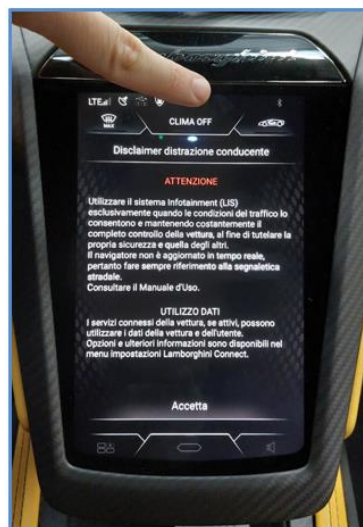 LTE
MAX
CLIMA OFF
Disclaimer distrazione conducente
ATTENZIONE
Utilizzare il sistema Infotainment (LIS)
esclusivamente quando le condizioni del traffico lo
consentono e mantenendo costantemente il
completo controllo della vettura, al fine di tutelare la
propria sicurezza e quella degli altri.
Il navigatore non è aggiornato in tempo reale,
pertanto fare sempre riferimento alla segnaletica
stradale.
Consultare il Manuale d'Uso.
UTILIZZO DATI
I servizi connessi della vettura, se attivi, possono
utilizzare i dati della vettura e dell'utente.
Opzioni e ulteriori informazioni sono disponibili nel
menu impostazioni Lamborghini Connect.
Accetta